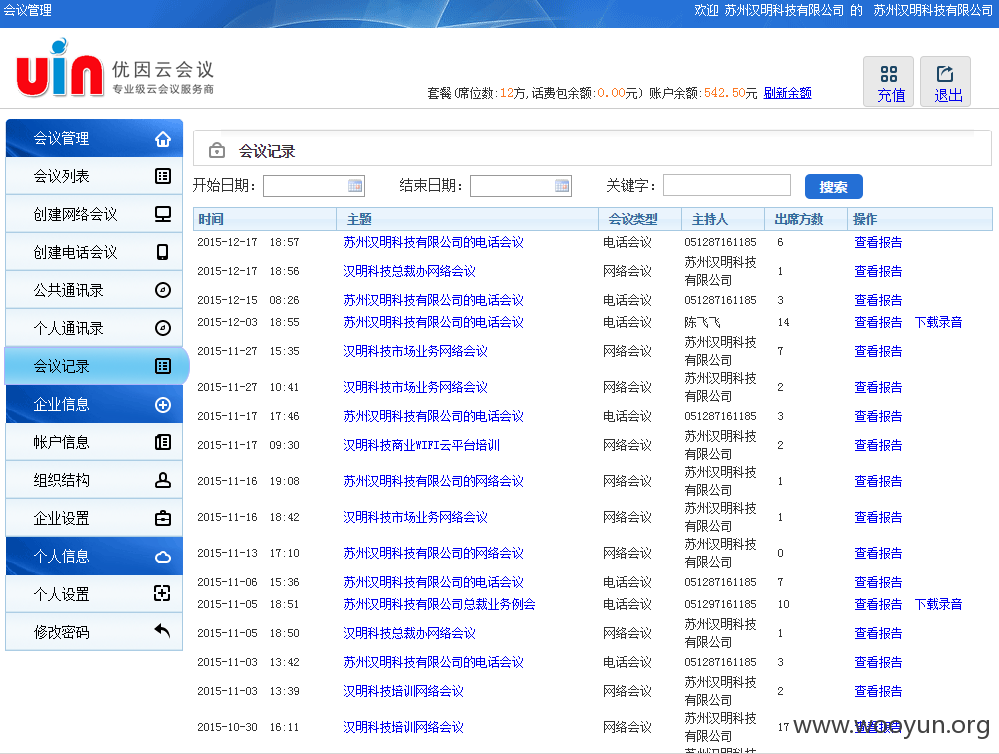 会议管理 欢迎 苏州汉明科技有限公司 的 苏州汉明科技有限公司
uin 优因云会议
专业级云会议服务商
套餐(席位数:12方,话费包余额:0.00元) 账户余额:542.50元 刷新余额
充值 退出
会议管理
会议列表
创建网络会议
创建电话会议
公共通讯录
个人通讯录
会议记录
企业信息
帐户信息
组织结构
企业设置
个人信息
个人设置
修改密码
会议记录
开始日期: 结束日期: 关键字: 搜索
时间 主题 会议类型 主持人 出席方数 操作
2015-12-17 18:57 苏州汉明科技有限公司的电话会议 电话会议 051287161185 6 查看报告
2015-12-17 18:56 汉明科技总裁办网络会议 网络会议 苏州汉明科技有限公司 1 查看报告
2015-12-15 08:26 苏州汉明科技有限公司的电话会议 电话会议 051287161185 3 查看报告
2015-12-03 18:55 苏州汉明科技有限公司的电话会议 电话会议 陈飞飞 14 查看报告 下载录音
2015-11-27 15:35 汉明科技市场业务网络会议 网络会议 苏州汉明科技有限公司 7 查看报告
2015-11-27 10:41 汉明科技市场业务网络会议 网络会议 苏州汉明科技有限公司 2 查看报告
2015-11-17 17:46 苏州汉明科技有限公司的电话会议 电话会议 051287161185 3 查看报告
2015-11-17 09:30 汉明科技商业WIFI云平台培训 网络会议 苏州汉明科技有限公司 2 查看报告
2015-11-16 19:08 苏州汉明科技有限公司的网络会议 网络会议 苏州汉明科技有限公司 1 查看报告
2015-11-16 18:42 汉明科技市场业务网络会议 网络会议 苏州汉明科技有限公司 1 查看报告
2015-11-13 17:10 苏州汉明科技有限公司的网络会议 网络会议 苏州汉明科技有限公司 0 查看报告
2015-11-06 15:36 苏州汉明科技有限公司的电话会议 电话会议 051287161185 7 查看报告
2015-11-05 18:51 苏州汉明科技有限公司总裁业务例会 电话会议 051297161185 10 查看报告 下载录音
2015-11-05 18:50 汉明科技总裁办网络会议 网络会议 苏州汉明科技有限公司 1 查看报告
2015-11-03 13:42 苏州汉明科技有限公司的电话会议 电话会议 051287161185 3 查看报告
2015-11-03 13:39 汉明科技培训网络会议 网络会议 苏州汉明科技有限公司 2 查看报告
2015-10-30 16:11 汉明科技培训网络会议 网络会议 苏州汉明科技有限公司 17 查看报告
www.wooyun.org